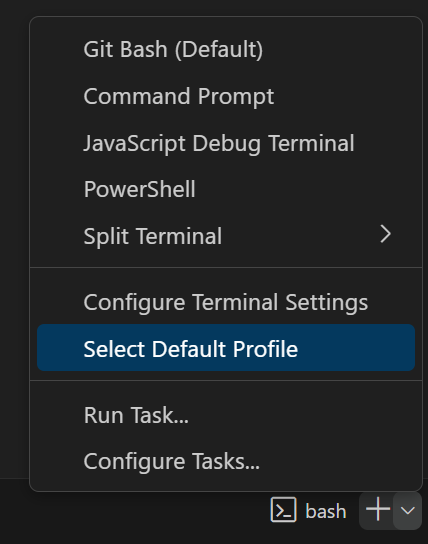 Git Bash (Default)
Command Prompt
JavaScript Debug Terminal
PowerShell
Split Terminal
Configure Terminal Settings
Select Default Profile
Run Task...
Configure Tasks...
bash